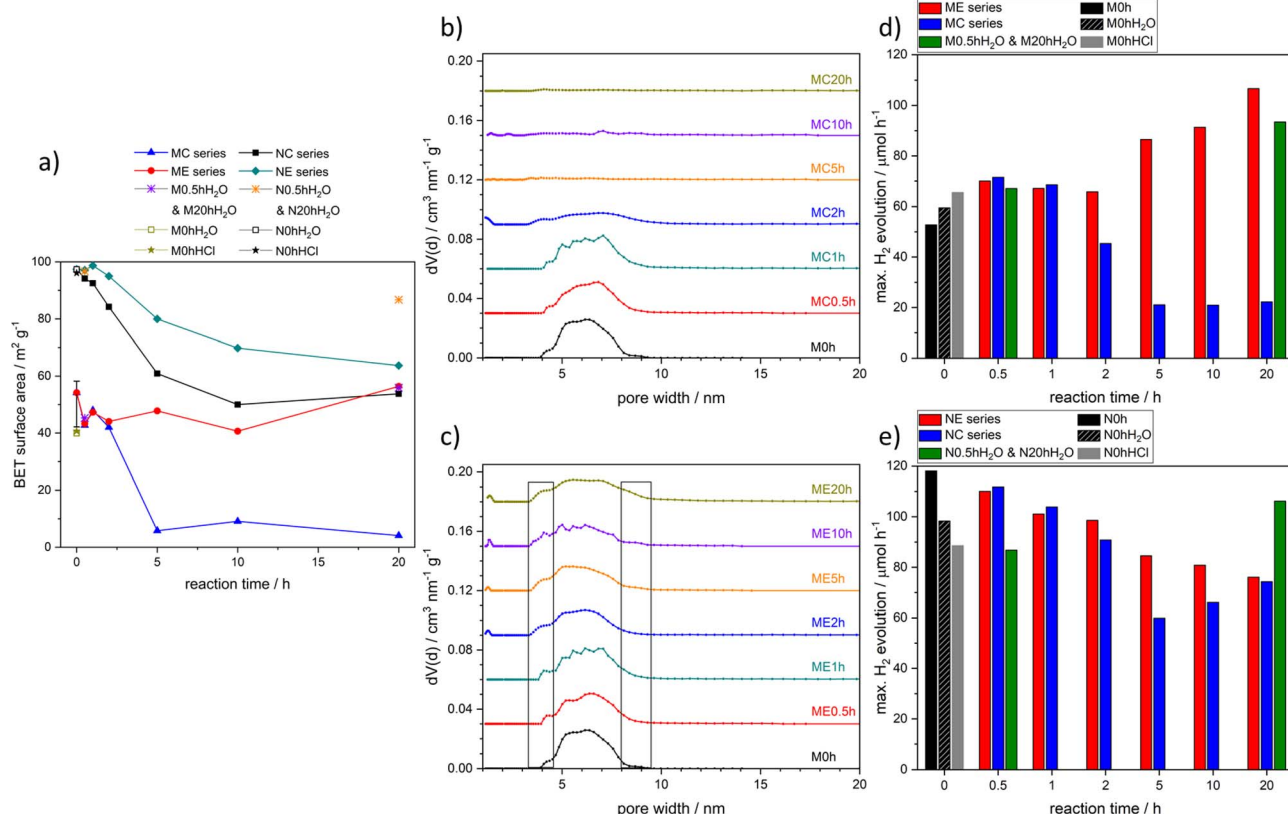 a)
MC series
NC series
ME series
NE series
M0.5hH₂O
& M20hH₂O
N0.5hH₂O
& N20hH₂O
M0hH₂O
N0hH₂O
M0hHCl
N0hHCl
100
80
60
40
20
0
BET surface area / m² g⁻¹
0
5
10
15
20
reaction time / h
b)
0.20
0.16
0.12
0.08
0.04
0.00
dV(d) / cm³ nm⁻¹ g⁻¹
MC20h
MC10h
MC5h
MC2h
MC1h
MC0.5h
M0h
5
10
15
20
pore width / nm
c)
0.20
0.16
0.12
0.08
0.04
0.00
dV(d) / cm³ nm⁻¹ g⁻¹
ME20h
ME10h
ME5h
ME2h
ME1h
ME0.5h
M0h
5
10
15
20
pore width / nm
d)
ME series
M0h
MC series
M0hH₂O
M0.5hH₂O & M20hH₂O
M0hHCl
120
100
80
60
40
20
0
max. H₂ evolution / μmol h⁻¹
0
0.5
1
2
5
10
20
reaction time / h
e)
NE series
N0h
NC series
N0hH₂O
N0.5hH₂O & N20hH₂O
N0hHCl
120
100
80
60
40
20
0
max. H₂ evolution / μmol h⁻¹
0
0.5
1
2
5
10
20
reaction time / h